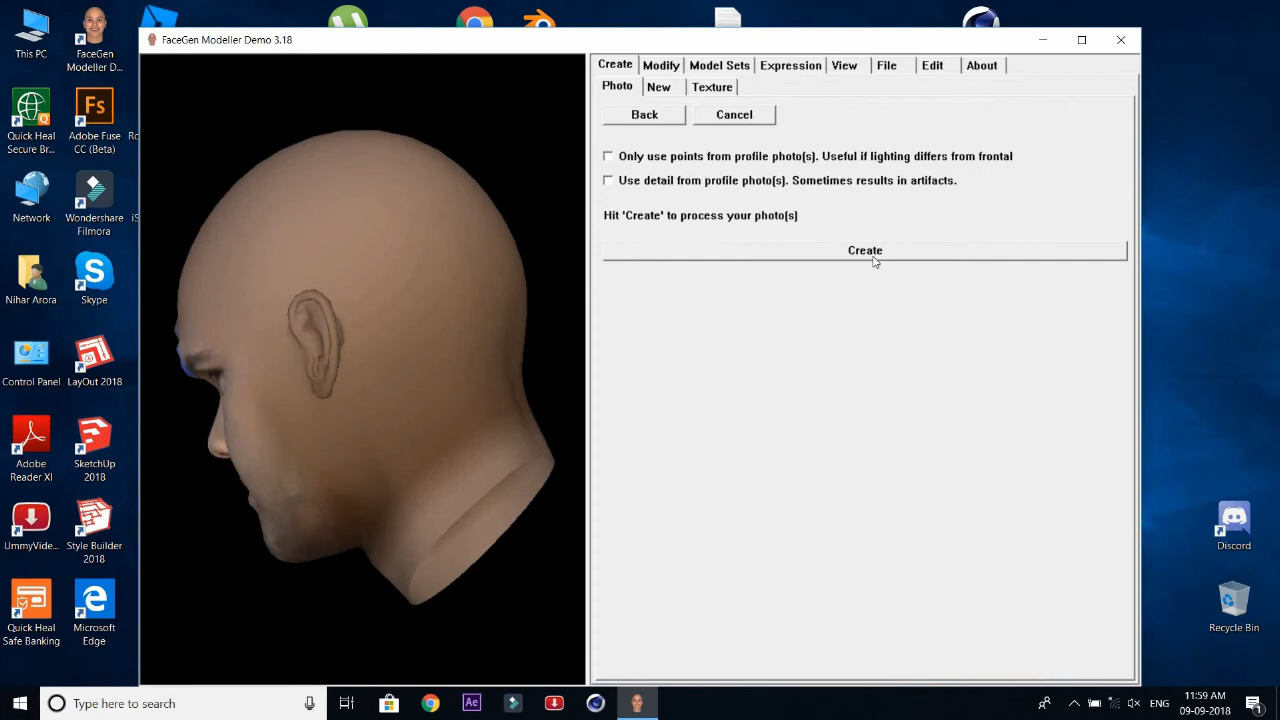 This PC
FaceGen
Modeller D...
FaceGen Modeller Demo 3.18
Create
Modify
Model Sets
Expression
View
File
Edit
About
Photo
New
Texture
Back
Cancel
Only use points from profile photo(s). Useful if lighting differs from frontal
Use detail from profile photo(s). Sometimes results in artifacts.
Hit 'Create' to process your photo(s)
Create
Quick Heal
Secure Br...
Fs
Adobe Fuse
CC (Beta)
Network
Wondershare
Filmora
Nihar Arora
Skype
Control Panel
LayOut 2018
Adobe
Reader XI
SketchUp
2018
UmmyVide...
Style Builder
2018
Quick Heal
Safe Banking
Microsoft
Edge
Discord
Recycle Bin
Type here to search
Ae
ENG
11:59 AM
09-09-2018
1